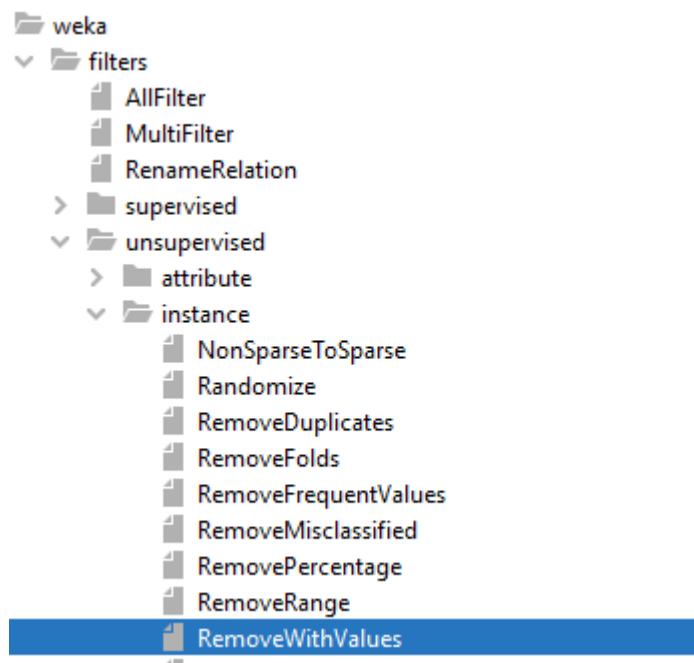 weka
filters
AllFilter
MultiFilter
RenameRelation
supervised
unsupervised
attribute
instance
NonSparseToSparse
Randomize
RemoveDuplicates
RemoveFolds
RemoveFrequentValues
RemoveMisclassified
RemovePercentage
RemoveRange
RemoveWithValues